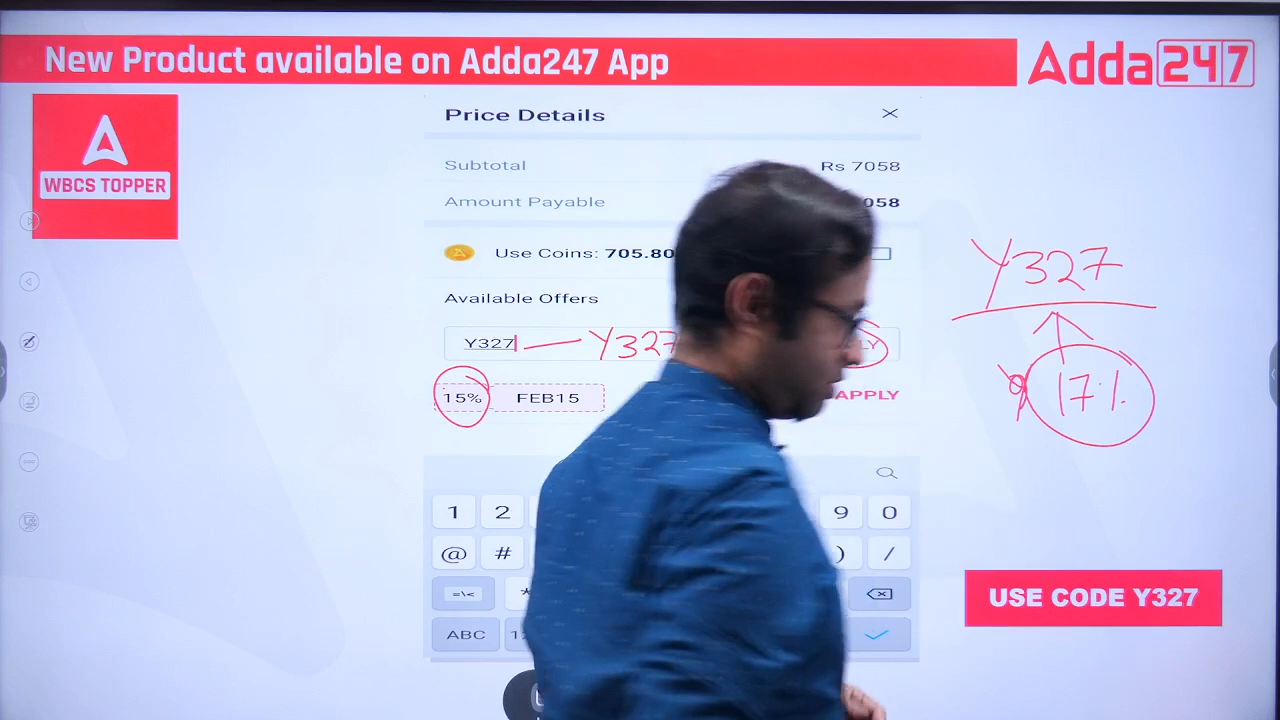 New Product available on Adda247 App
Adda247
WBCS TOPPER
Price Details
Subtotal Rs 7058
Amount Payable 058
Use Coins: 705.80
Available Offers
Y327 Y327 LY
15% FEB15 APPLY
Y327
17%
1 2 9 0
@ # ) /
=\< *
ABC 1
USE CODE Y327